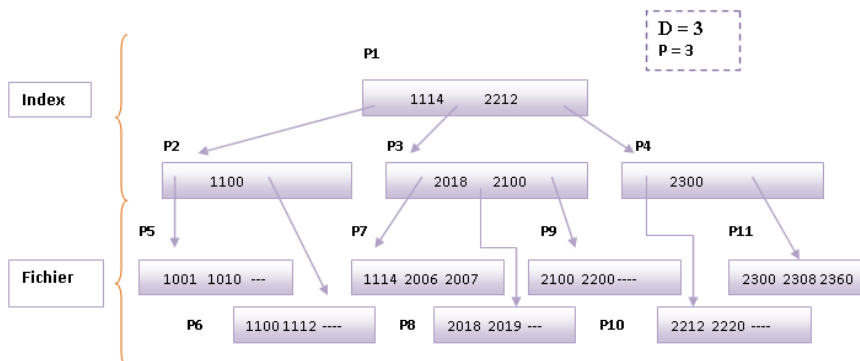 D = 3
P = 3
P1
Index
1114 2212
P2 P3 P4
1100
2018 2100
2300
P5 P7 P9 P11
Fichier
1001 1010 ---
1114 2006 2007
2100 2200----
2300 2308 2360
P6 P8 P10
1100 1112 ----
2018 2019 ---
2212 2220 ----